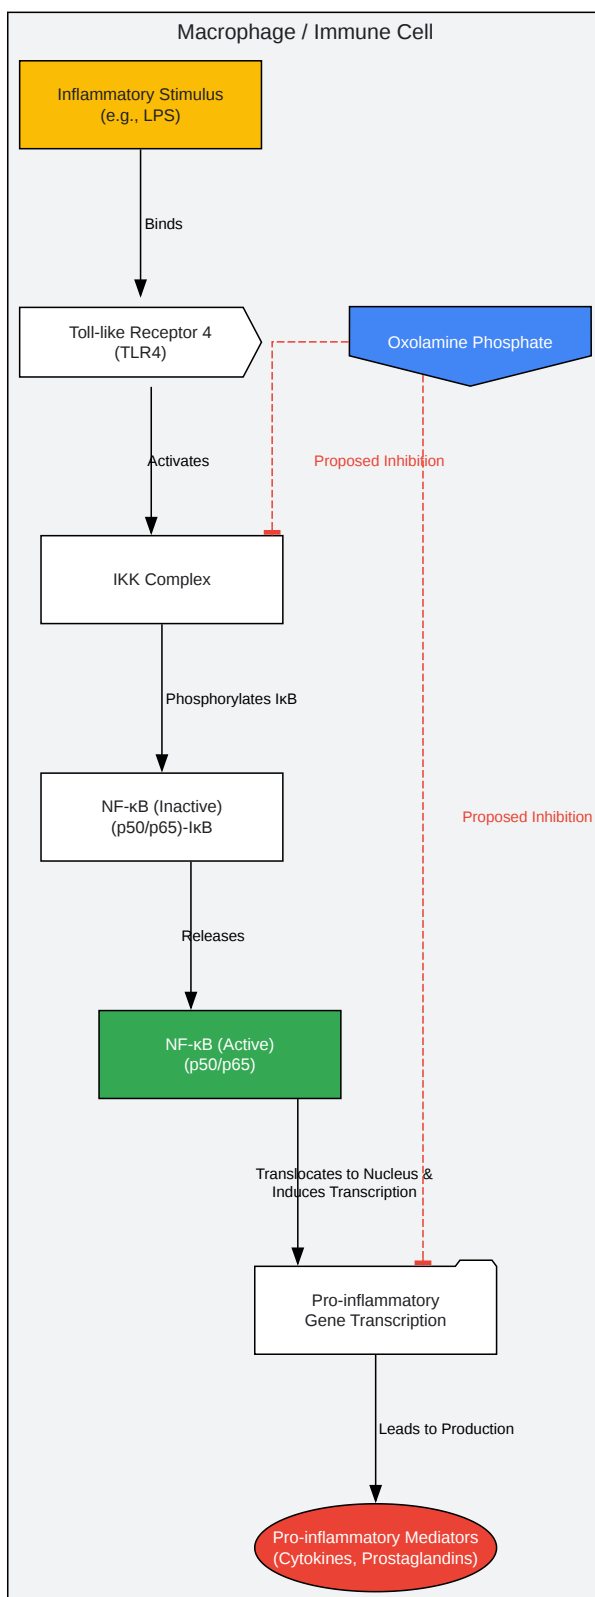 Macrophage / Immune Cell
Inflammatory Stimulus
(e.g., LPS)
Binds
Toll-like Receptor 4
(TLR4)
Oxolamine Phosphate
Activates
Proposed Inhibition
IKK Complex
Phosphorylates IκB
NF-κB (Inactive)
(p50/p65)-IκB
Proposed Inhibition
Releases
NF-κB (Active)
(p50/p65)
Translocates to Nucleus &
Induces Transcription
Pro-inflammatory
Gene Transcription
Leads to Production
Pro-inflammatory Mediators
(Cytokines, Prostaglandins)